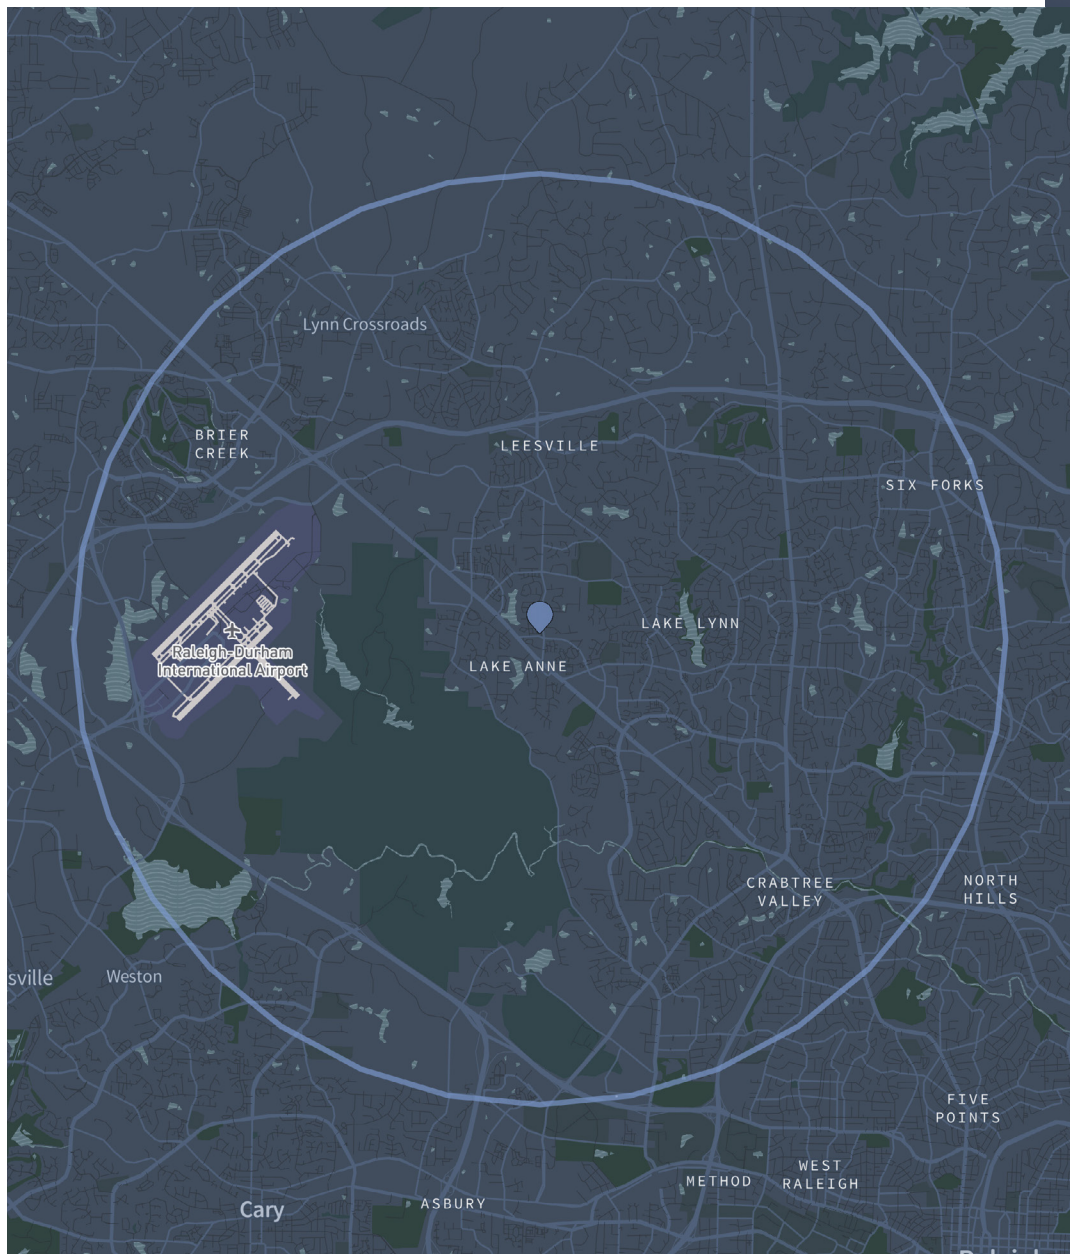 Lynn Crossroads
BRIER
CREEK
LEESVILLE
SIX FORKS
LAKE LYNN
Raleigh-Durham
International Airport
LAKE ANNE
CRABTREE
VALLEY
NORTH
HILLS
sville
Weston
FIVE
POINTS
WEST
RALEIGH
METHOD
ASBURY
Cary